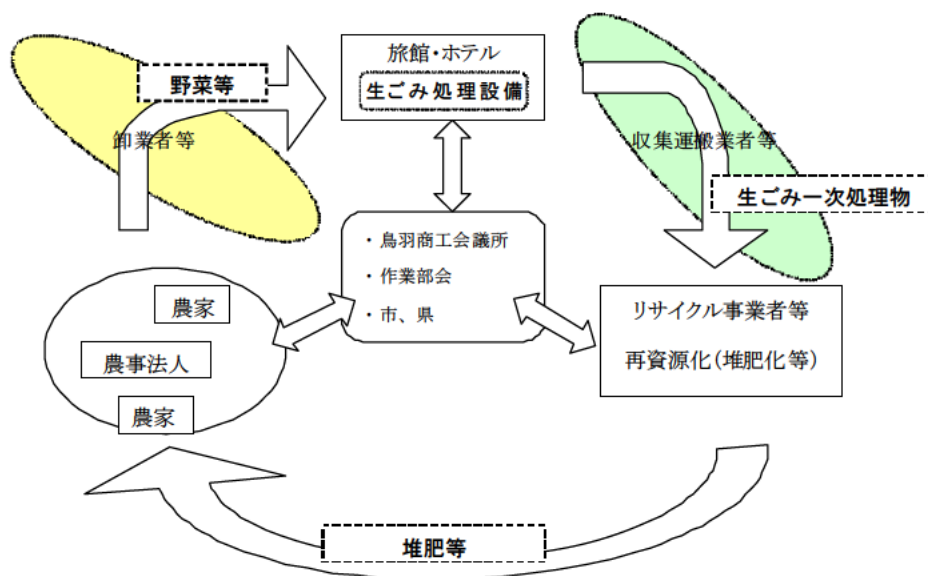 旅館・ホテル
生ごみ処理設備
野菜等
卸業者等
収集運搬業者等
生ごみ一次処理物
・鳥羽商工会議所
・作業部会
・市、県
農家
農事法人
農家
リサイクル事業者等
再資源化(堆肥化等)
堆肥等